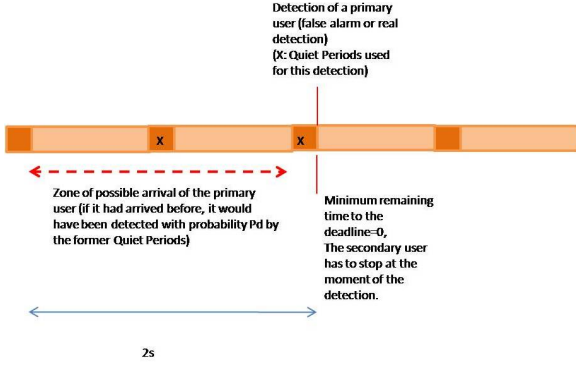 Detection of a primary
user (false alarm or real
detection)
(X: Quiet Periods used
for this detection)
X
X
Zone of possible arrival of the primary
user (if it had arrived before, it would
have been detected with probability Pd by
the former Quiet Periods)
Minimum remaining
time to the
deadline=0,
The secondary user
has to stop at the
moment of the
detection.
2s